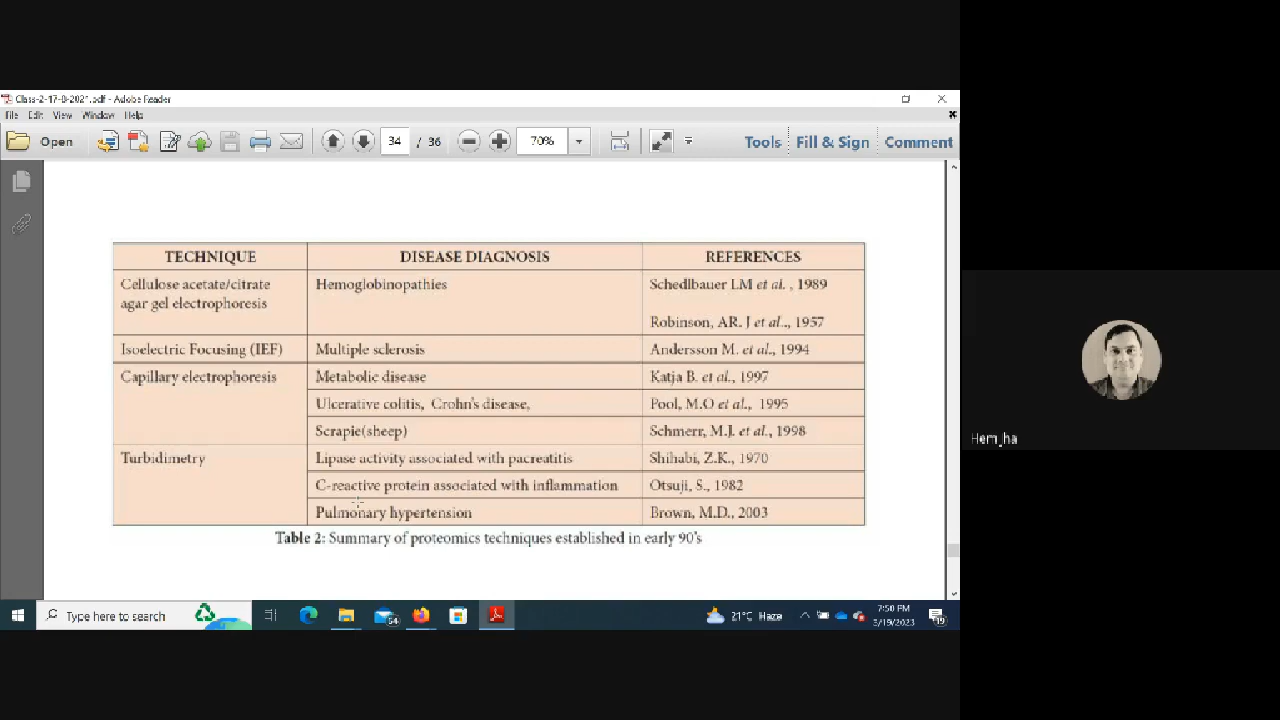 Class-2-17-8-2021.pdf - Adobe Reader
File Edit View Window Help
Open 34 / 36 70% Tools Fill & Sign Comment
TECHNIQUE DISEASE DIAGNOSIS REFERENCES
Cellulose acetate/citrate Hemoglobinopathies Schedlbauer LM et al. , 1989
agar gel electrophoresis
Robinson, AR. J et al.., 1957
Isoelectric Focusing (IEF) Multiple sclerosis Andersson M. et al., 1994
Capillary electrophoresis Metabolic disease Katja B. et al., 1997
Ulcerative colitis, Crohn's disease, Pool, M.O et al., 1995
Scrapie(sheep) Schmerr, M.J. et al., 1998
Turbidimetry Lipase activity associated with pacreatitis Shihabi, Z.K., 1970
C-reactive protein associated with inflammation Otsuji, S., 1982
Pulmonary hypertension Brown, M.D., 2003
Table 2: Summary of proteomics techniques established in early 90's
Hem jha
Type here to search 54 21°C Haze 7:50 PM
3/19/2023 19